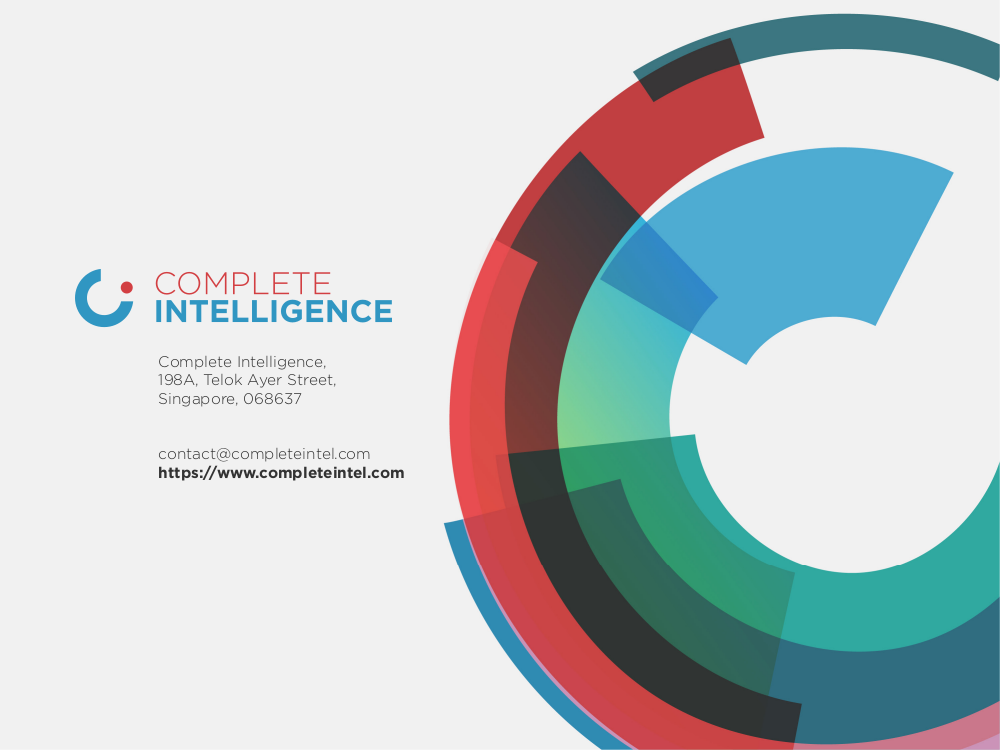 COMPLETE
INTELLIGENCE
Complete Intelligence,
198A, Telok Ayer Street,
Singapore, 068637
contact@completeintel.com
https://www.completeintel.com